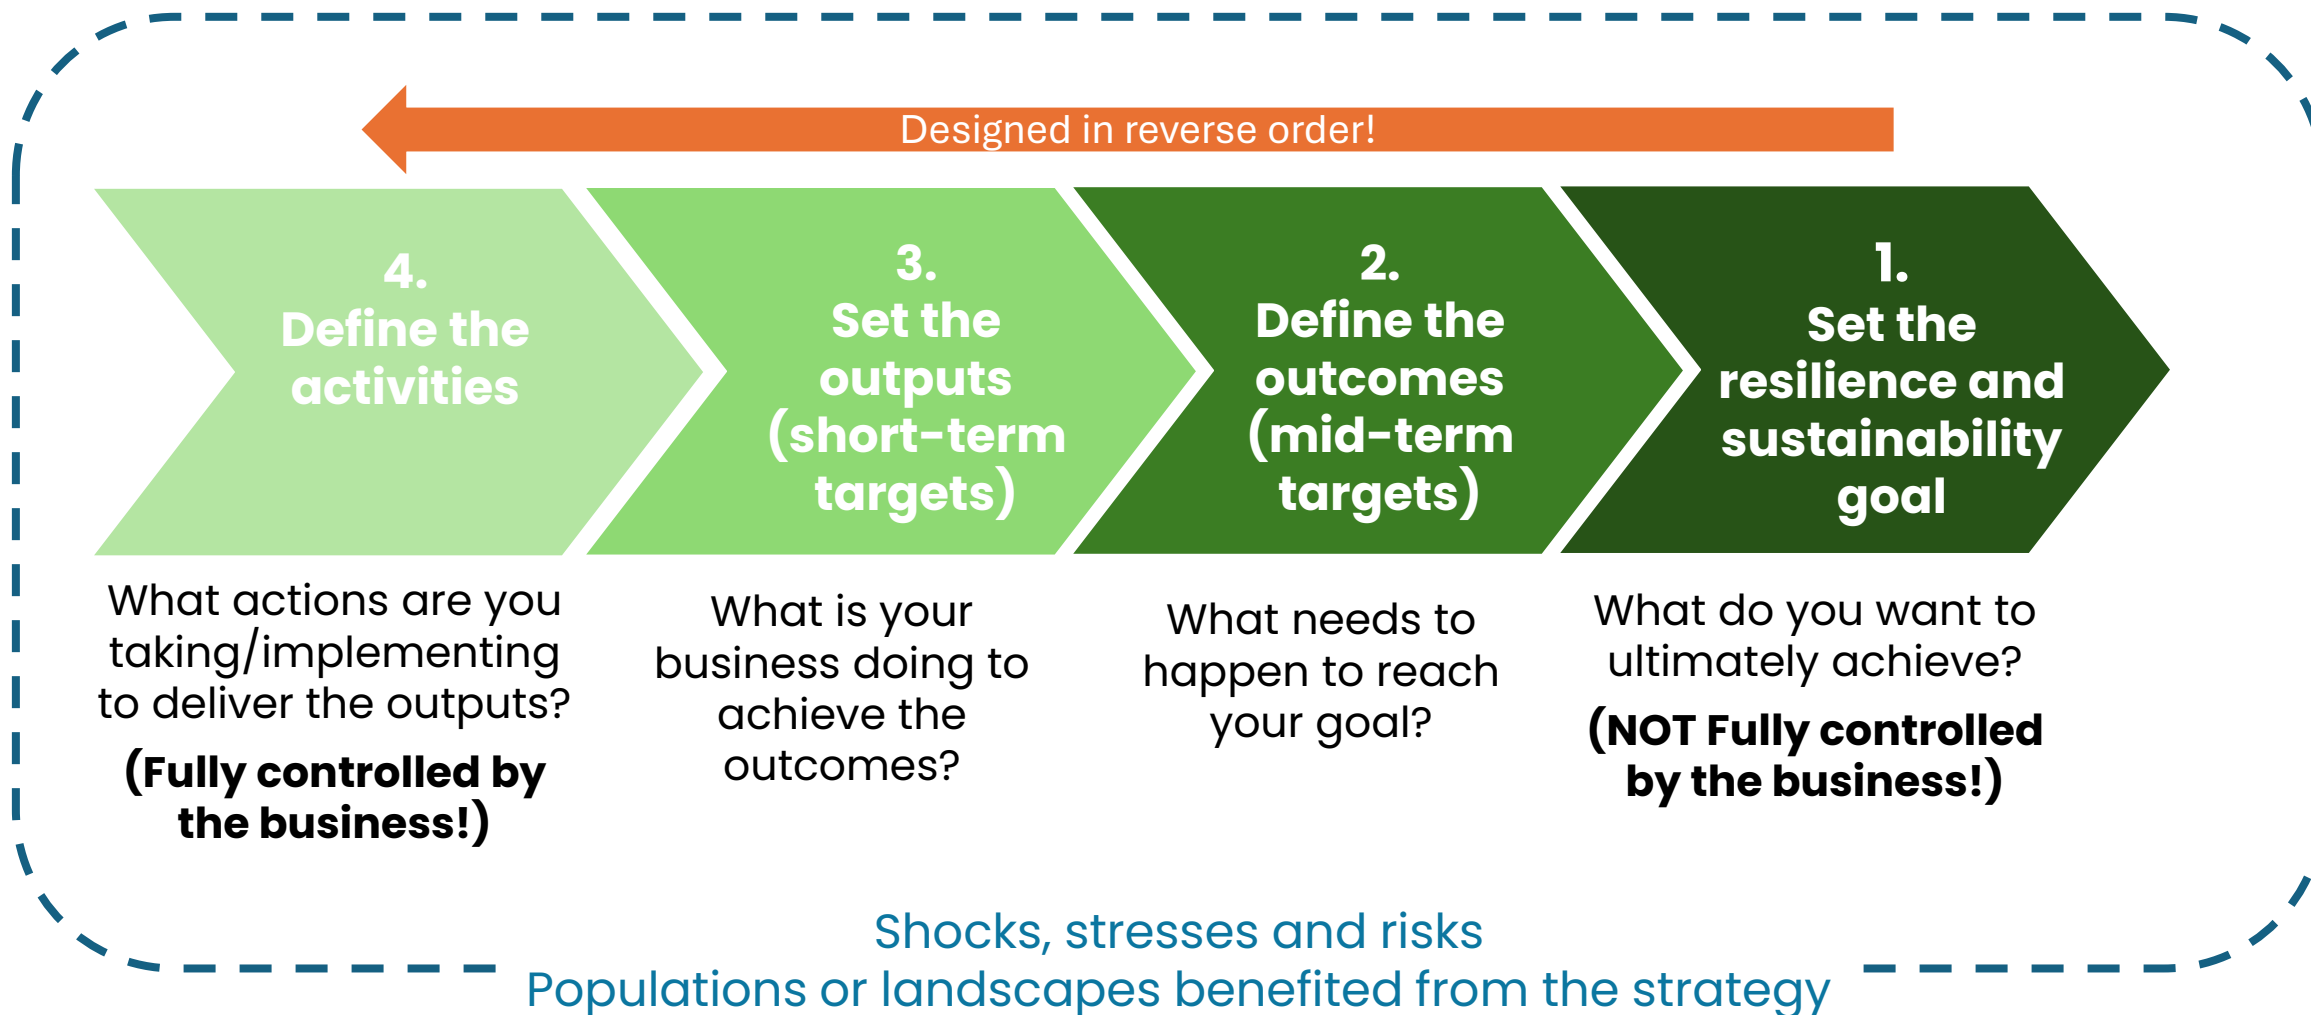 Designed in reverse order!
4.
Define the
activities
3.
Set the
outputs
(short-term
targets)
2.
Define the
outcomes
(mid-term
targets)
1.
Set the
resilience and
sustainability
goal
What actions are you
taking/implementing
to deliver the outputs?
(Fully controlled by
the business!)
What is your
business doing to
achieve the
outcomes?
What needs to
happen to reach
your goal?
What do you want to
ultimately achieve?
(NOT Fully controlled
by the business!)
Shocks, stresses and risks
Populations or landscapes benefited from the strategy